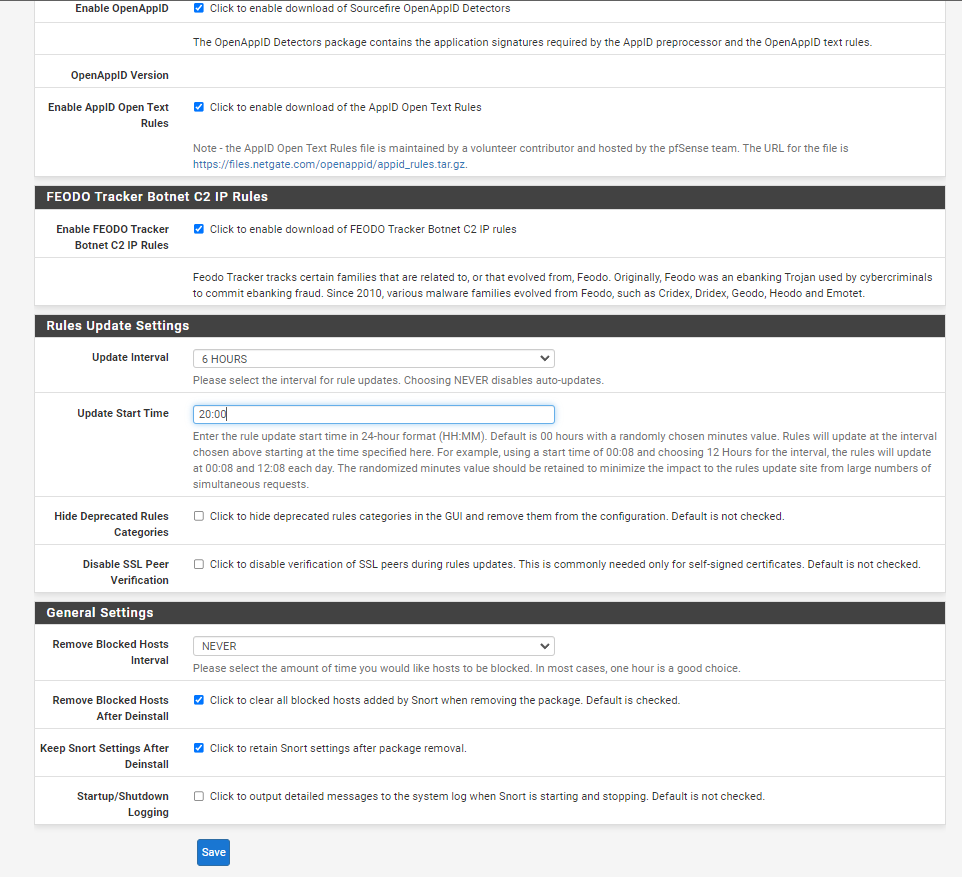 Enable OpenAppID
Click to enable download of Sourcefire OpenAppID Detectors
The OpenAppID Detectors package contains the application signatures required by the AppID preprocessor and the OpenAppID text rules.
OpenAppID Version
Enable AppID Open Text
Rules
Click to enable download of the AppID Open Text Rules
Note - the AppID Open Text Rules file is maintained by a volunteer contributor and hosted by the pfSense team. The URL for the file is
https://files.netgate.com/openappid/appid_rules.tar.gz.
FEODO Tracker Botnet C2 IP Rules
Enable FEODO Tracker
Botnet C2 IP Rules
Click to enable download of FEODO Tracker Botnet C2 IP rules
Feodo Tracker tracks certain families that are related to, or that evolved from, Feodo. Originally, Feodo was an ebanking Trojan used by cybercriminals
to commit ebanking fraud. Since 2010, various malware families evolved from Feodo, such as Cridex, Dridex, Geodo, Heodo and Emotet.
Rules Update Settings
Update Interval
6 HOURS
Please select the interval for rule updates. Choosing NEVER disables auto-updates.
Update Start Time
20:00
Enter the rule update start time in 24-hour format (HH:MM). Default is 00 hours with a randomly chosen minutes value. Rules will update at the interval
chosen above starting at the time specified here. For example, using a start time of 00:08 and choosing 12 Hours for the interval, the rules will update
at 00:08 and 12:08 each day. The randomized minutes value should be retained to minimize the impact to the rules update site from large numbers of
simultaneous requests.
Hide Deprecated Rules
Categories
Click to hide deprecated rules categories in the GUI and remove them from the configuration. Default is not checked.
Disable SSL Peer
Verification
Click to disable verification of SSL peers during rules updates. This is commonly needed only for self-signed certificates. Default is not checked.
General Settings
Remove Blocked Hosts
Interval
NEVER
Please select the amount of time you would like hosts to be blocked. In most cases, one hour is a good choice.
Remove Blocked Hosts
After Deinstall
Click to clear all blocked hosts added by Snort when removing the package. Default is checked.
Keep Snort Settings After
Deinstall
Click to retain Snort settings after package removal.
Startup/Shutdown
Logging
Click to output detailed messages to the system log when Snort is starting and stopping. Default is not checked.
Save